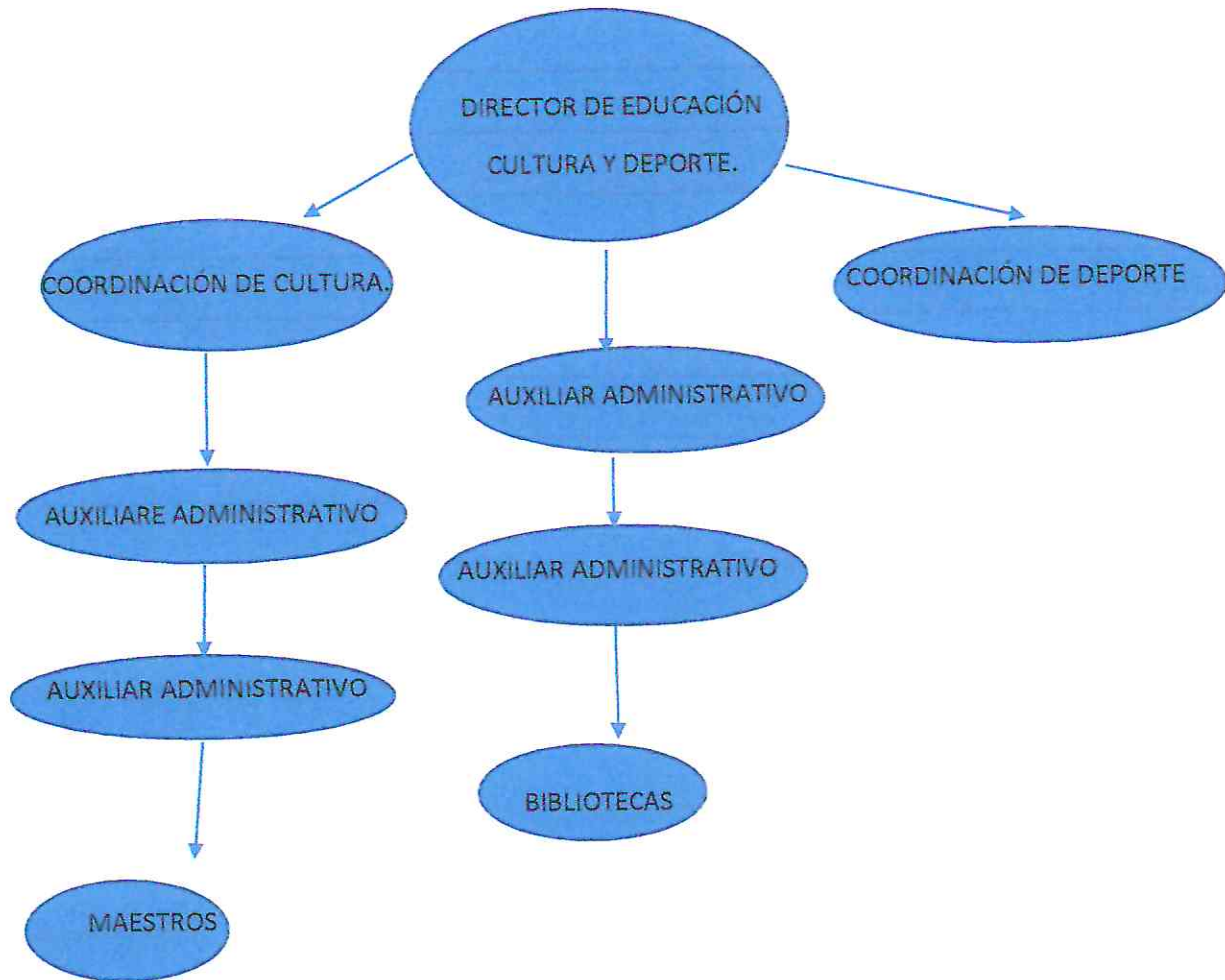 DIRECTOR DE EDUCACIÓN
CULTURA Y DEPORTE.
COORDINACIÓN DE CULTURA.
COORDINACIÓN DE DEPORTE
AUXILIAR ADMINISTRATIVO
AUXILIARE ADMINISTRATIVO
AUXILIAR ADMINISTRATIVO
AUXILIAR ADMINISTRATIVO
BIBLIOTECAS
MAESTROS